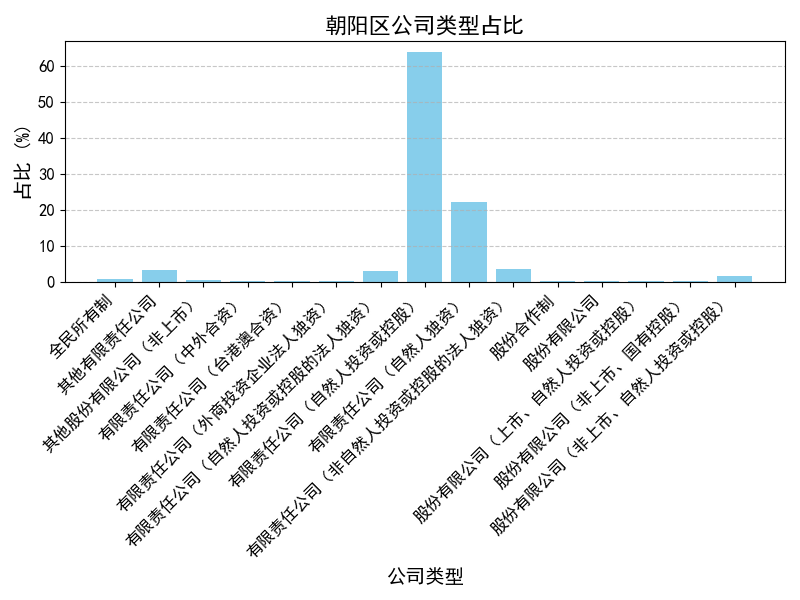 朝阳区公司类型占比
占比 (%)
60
50
40
30
20
10
0
全民所有制
其他有限责任公司
其他股份有限公司（非上市）
有限责任公司（中外合资）
有限责任公司（台港澳合资）
有限责任公司（外商投资企业法人独资）
有限责任公司（自然人投资或控股的法人独资）
有限责任公司（自然人投资或控股）
有限责任公司（自然人独资）
有限责任公司（非自然人投资或控股的法人独资）
股份合作制
股份有限公司
股份有限公司（上市、自然人投资或控股）
股份有限公司（非上市、国有控股）
股份有限公司（非上市、自然人投资或控股）
公司类型